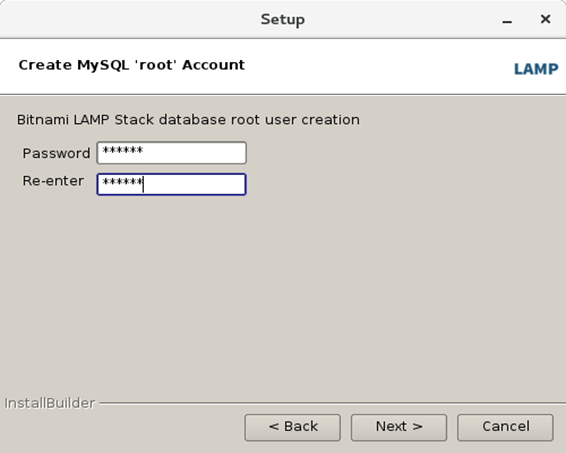 Setup
Create MySQL 'root' Account
LAMP
Bitnami LAMP Stack database root user creation
Password ******
Re-enter ******
InstallBuilder
< Back Next > Cancel